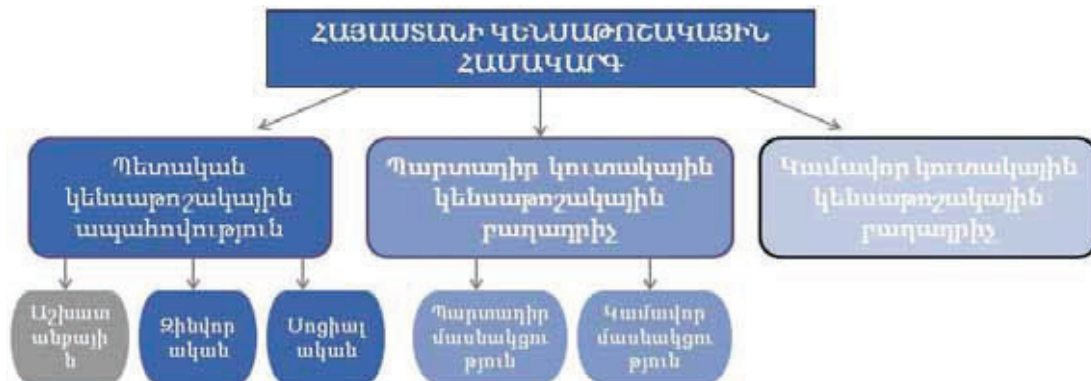 ՀԱՅԱՍՏԱՆԻ ԿԵՆՍԱԹՈՇԱԿԱՅԻՆ
ՀԱՄԱԿԱՐԳ
Պետական
կենսաթոշակային
ապահովություն
Պարտադիր կուտակային
կենսաթոշակային
բաղադրիչ
Կամավոր կուտակային
կենսաթոշակային
բաղադրիչ
Աշխատ
անքայի
ն
Զինվոր
ական
Սոցիալ
ական
Պարտադիր
մասնակցու
թյուն
Կամավոր
մասնակցու
թյուն